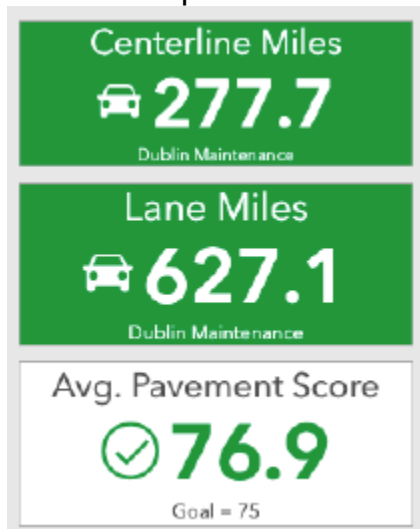 Centerline Miles
277.7
Dublin Maintenance
Lane Miles
627.1
Dublin Maintenance
Avg. Pavement Score
76.9
Goal = 75